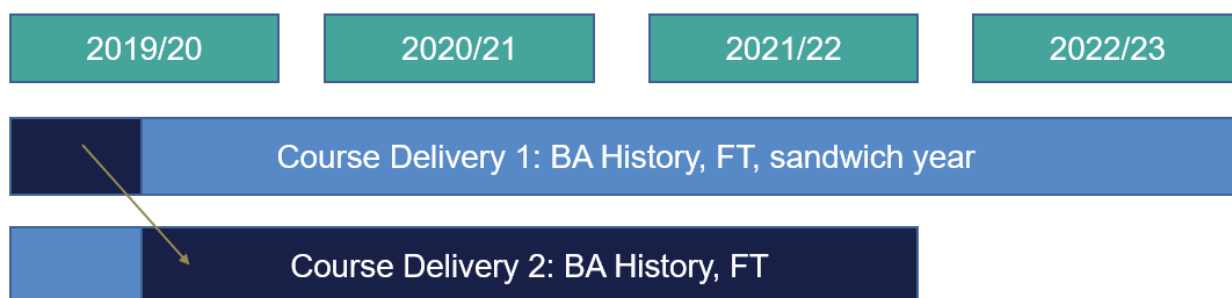 2019/20 2020/21 2021/22 2022/23
Course Delivery 1: BA History, FT, sandwich year
Course Delivery 2: BA History, FT